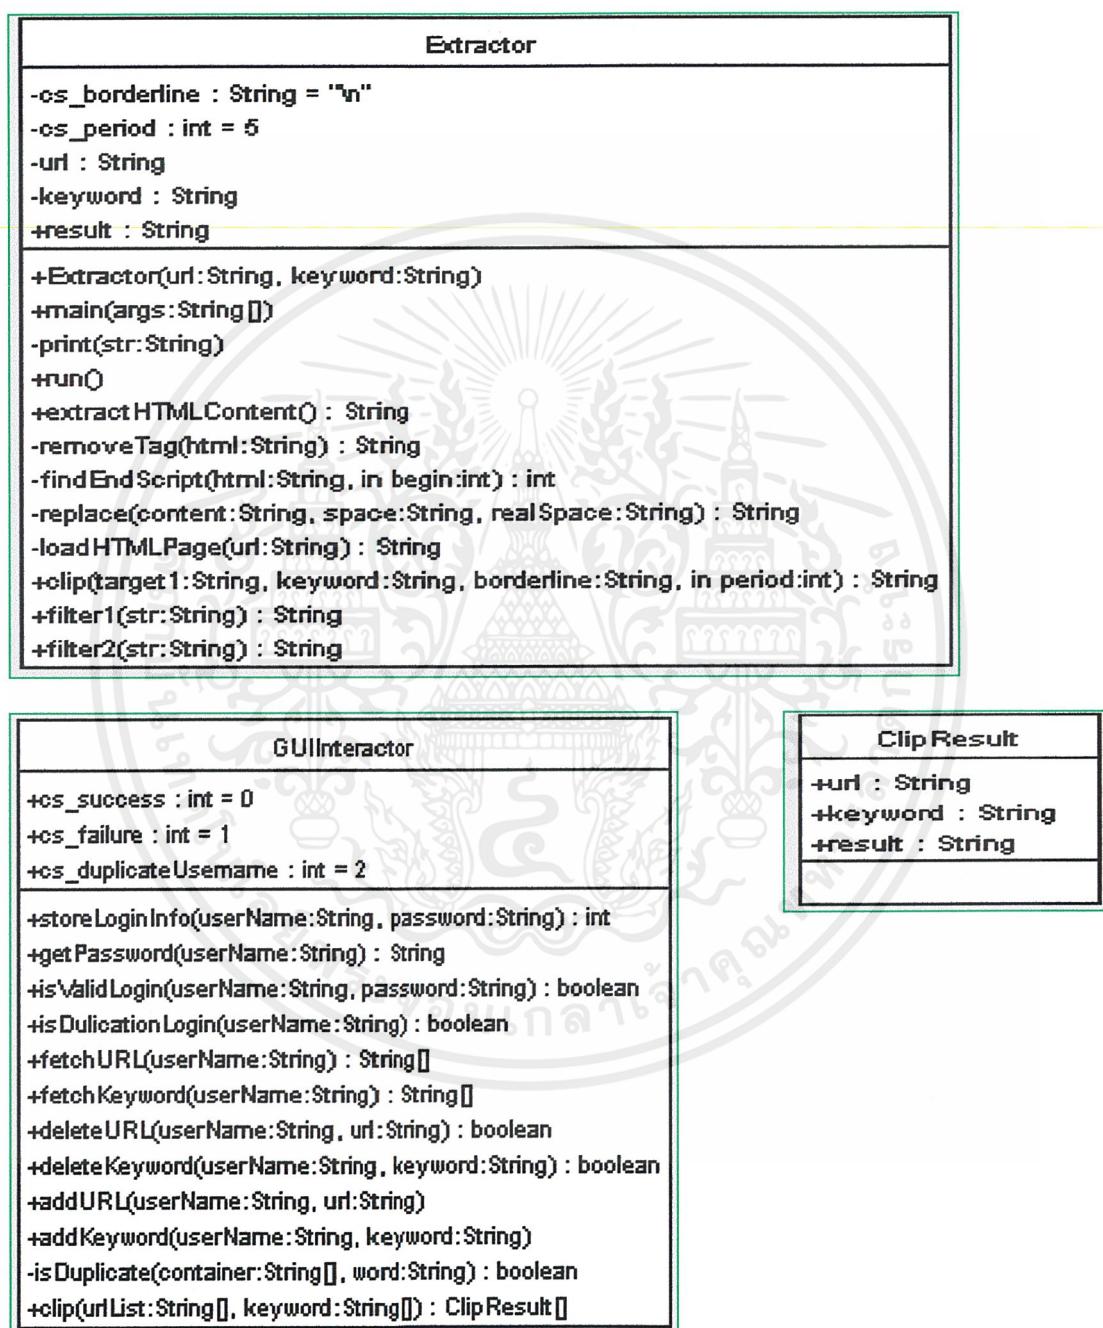 Extractor
-cs_borderline : String = "\n"
-cs_period : int = 5
-url : String
-keyword : String
+result : String
+Extractor(url:String, keyword:String)
+main(args:String[])
-print(str:String)
+run()
+extractHTMLContent() : String
-removeTag(html:String) : String
-findEndScript(html:String, in begin:int) : int
-replace(content:String, space:String, realSpace:String) : String
-loadHTMLPage(url:String) : String
+clip(target1:String, keyword:String, borderline:String, in period:int) : String
+filter1(str:String) : String
+filter2(str:String) : String
GUIInteractor
+cs_success : int = 0
+cs_failure : int = 1
+cs_duplicateUsername : int = 2
+storeLoginInfo(userName:String, password:String) : int
+getPassword(userName:String) : String
+isValidLogin(userName:String, password:String) : boolean
+isDulicationLogin(userName:String) : boolean
+fetchURL(userName:String) : String[]
+fetchKeyword(userName:String) : String[]
+deleteURL(userName:String, url:String) : boolean
+deleteKeyword(userName:String, keyword:String) : boolean
+addURL(userName:String, url:String)
+addKeyword(userName:String, keyword:String)
-isDuplicate(container:String[], word:String) : boolean
+clip(urlList:String[], keyword:String[]) : ClipResult[]
ClipResult
+url : String
+keyword : String
+result : String